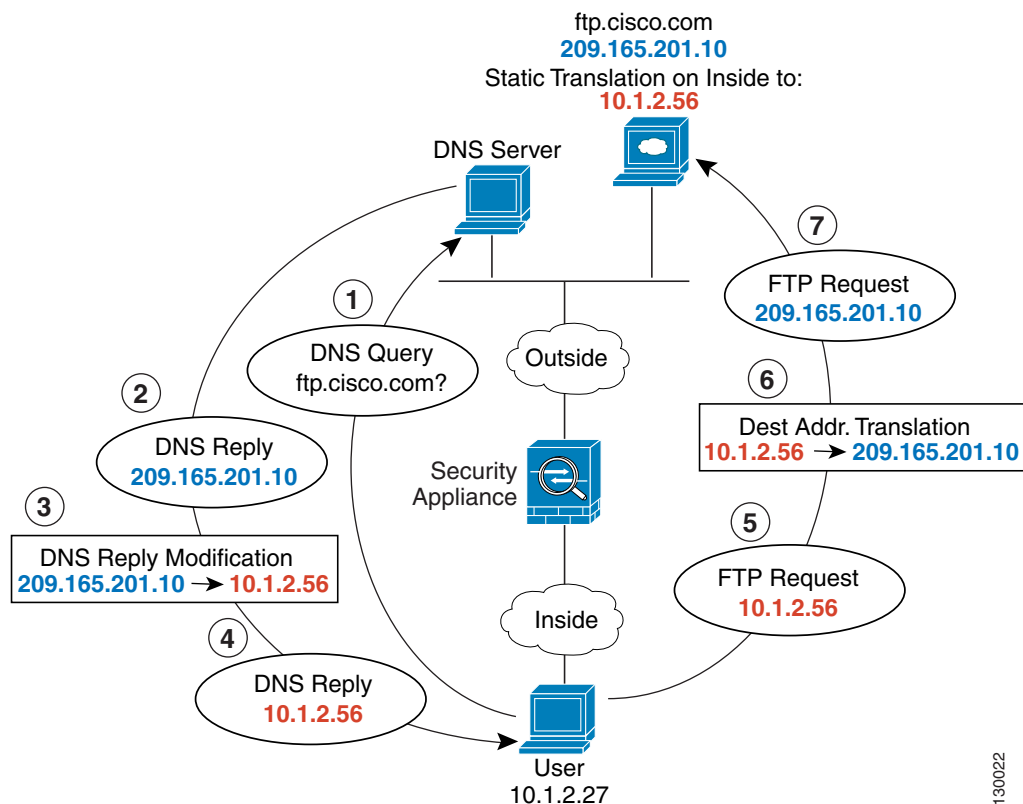 ftp.cisco.com
209.165.201.10
Static Translation on Inside to:
10.1.2.56
DNS Server
7
FTP Request
209.165.201.10
1
DNS Query
ftp.cisco.com?
Outside
2
DNS Reply
209.165.201.10
6
Dest Addr. Translation
10.1.2.56 → 209.165.201.10
Security
Appliance
3
DNS Reply Modification
209.165.201.10 → 10.1.2.56
5
FTP Request
10.1.2.56
Inside
4
DNS Reply
10.1.2.56
User
10.1.2.27
130022